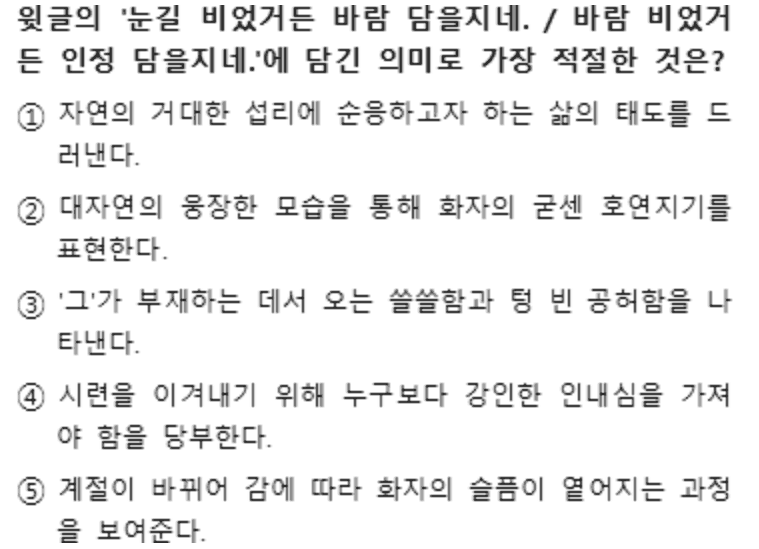 윗글의 '눈길 비었거든 바람 담을지네. / 바람 비었거
든 인정 담을지네.'에 담긴 의미로 가장 적절한 것은?
① 자연의 거대한 섭리에 순응하고자 하는 삶의 태도를 드
러낸다.
② 대자연의 웅장한 모습을 통해 화자의 굳센 호연지기를
표현한다.
③ '그'가 부재하는 데서 오는 쓸쓸함과 텅 빈 공허함을 나
타낸다.
④ 시련을 이겨내기 위해 누구보다 강인한 인내심을 가져
야 함을 당부한다.
⑤ 계절이 바뀌어 감에 따라 화자의 슬픔이 옅어지는 과정
을 보여준다.